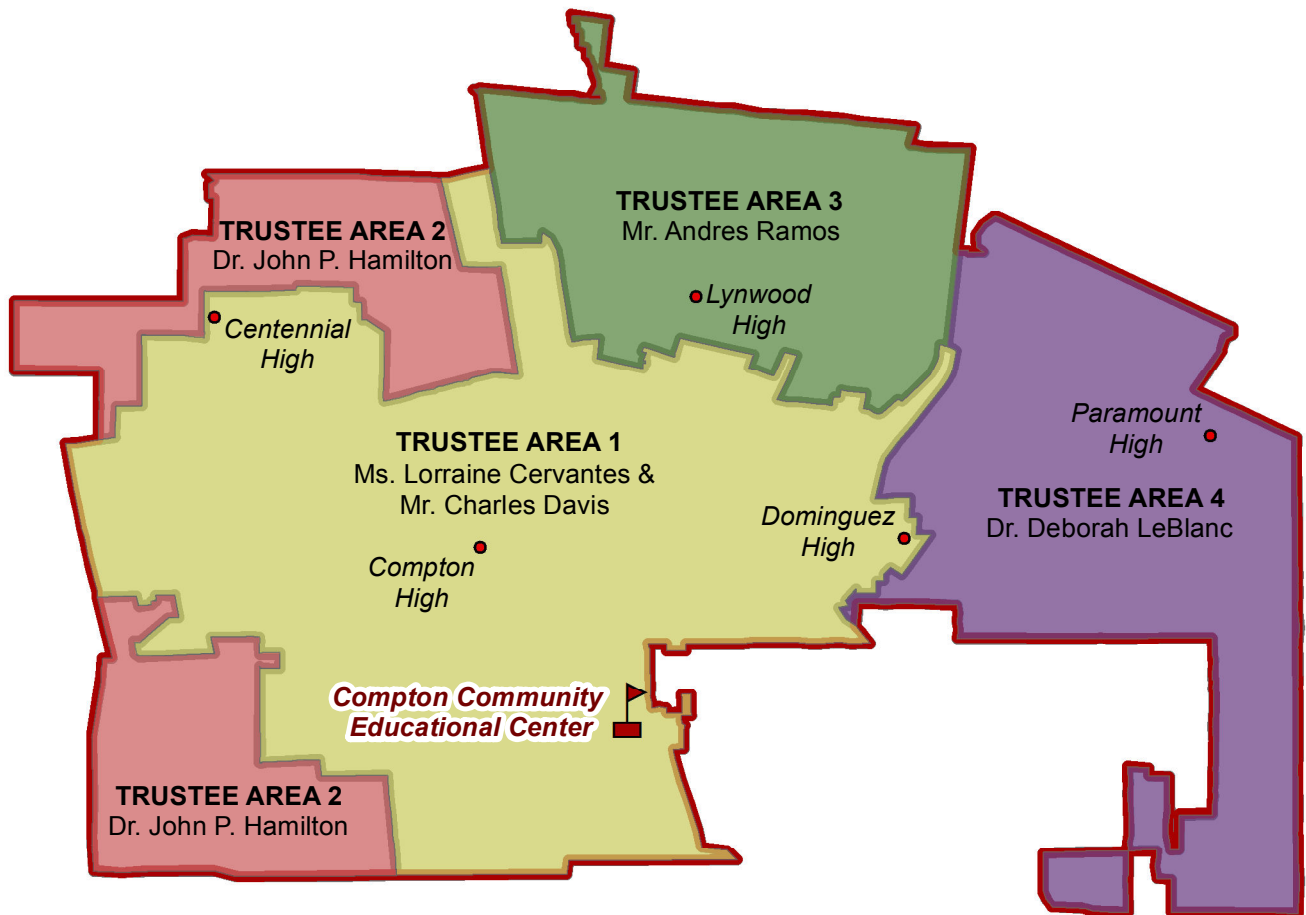 TRUSTEE AREA 3
Mr. Andres Ramos
TRUSTEE AREA 2
Dr. John P. Hamilton
Lynwood
High
Centennial
High
Paramount
High
TRUSTEE AREA 1
Ms. Lorraine Cervantes &
Mr. Charles Davis
TRUSTEE AREA 4
Dr. Deborah LeBlanc
Dominguez
High
Compton
High
Compton Community
Educational Center
TRUSTEE AREA 2
Dr. John P. Hamilton